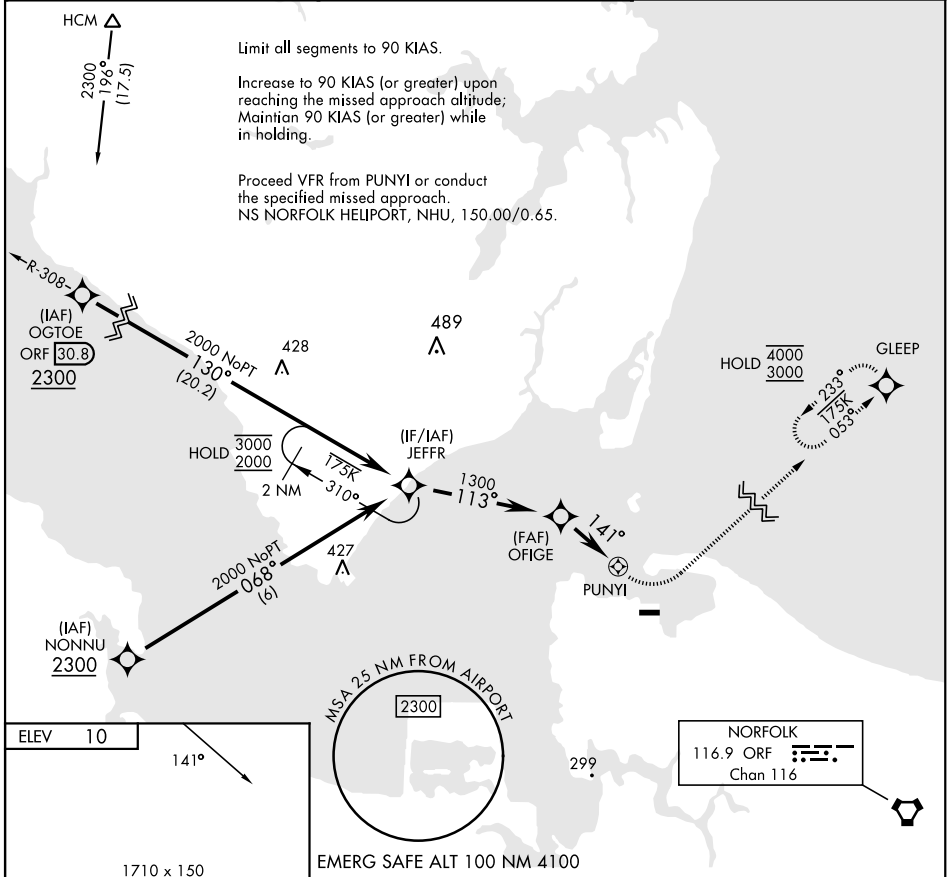 HCM
2300
196°
(17.5)
Limit all segments to 90 KIAS.
Increase to 90 KIAS (or greater) upon
reaching the missed approach altitude;
Maintian 90 KIAS (or greater) while
in holding.
Proceed VFR from PUNYI or conduct
the specified missed approach.
NS NORFOLK HELIPORT, NHU, 150.00/0.65.
R-308
(IAF)
OGTOE
ORF 30.8
2300
2000 NoPT
130°
(20.2)
428
489
HOLD 3000
2000
2 NM
175K
310°
(IF/IAF)
JEFFR
1300
113°
(FAF)
OFIGE
141°
PUNYI
HOLD 4000
3000
233°
175K
053°
GLEEP
427
2000 NoPT
068°
(6)
(IAF)
NONNU
2300
MSA 25 NM FROM AIRPORT
2300
299
NORFOLK
116.9 ORF
Chan 116
ELEV 10
141°
1710 x 150
EMERG SAFE ALT 100 NM 4100